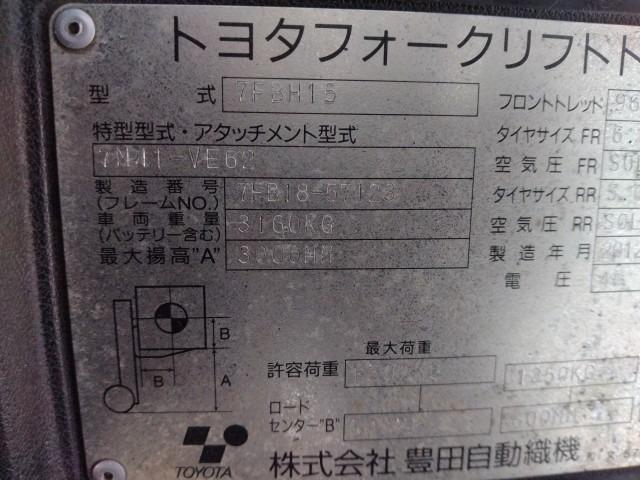 トヨタフォークリフト
型 式 7FBH15 フロントトレッド
特型型式・アタッチメント型式 タイヤサイズ FR
空気圧 FR
製造番号 (フレームNO.) 7FB18-57123 タイヤサイズ RR
車両重量 (バッテリー含む) 3160KG 空気圧 RR
最大揚高"A" 3000MM 製造年月
電圧
B
B A
最大荷重
許容荷重 1350KG
ロード
センター"B"
TOYOTA 株式会社 豊田自動織機